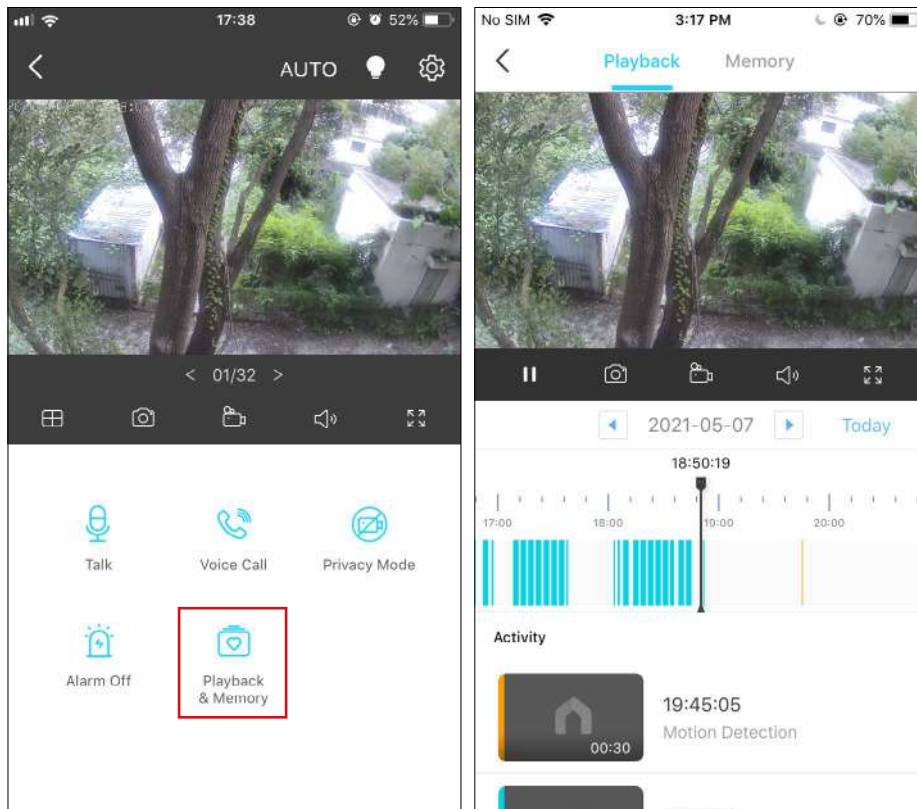 17:38
52%
AUTO
< 01/32 >
Talk
Voice Call
Privacy Mode
Alarm Off
Playback
& Memory
No SIM
3:17 PM
70%
Playback
Memory
2021-05-07
Today
18:50:19
17:00
18:00
19:00
20:00
Activity
00:30
19:45:05
Motion Detection